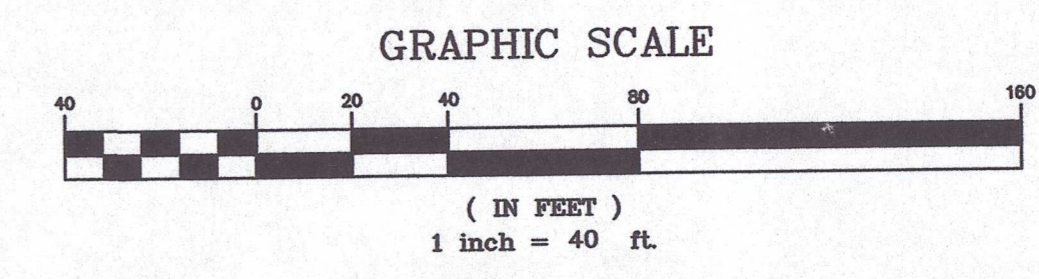 GRAPHIC SCALE
40 0 20 40 80 160
( IN FEET )
1 inch = 40 ft.